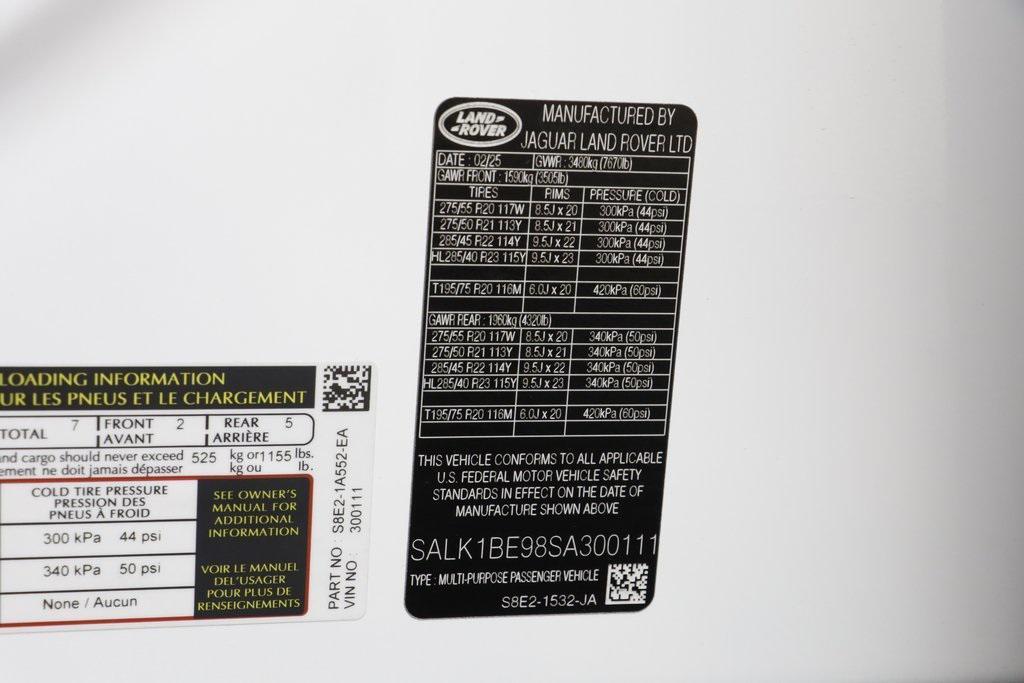 LAND-
-ROVER
MANUFACTURED BY
JAGUAR LAND ROVER LTD
DATE : 02/25 GVWR : 3480kg (7670lb)
GAWR FRONT : 1590kg (3505lb)
TIRES RIMS PRESSURE (COLD)
275/55 R20 117W 8.5J x 20 300kPa (44psi)
275/50 R21 113Y 8.5J x 21 300kPa (44psi)
285/45 R22 114Y 9.5J x 22 300kPa (44psi)
HL285/40 R23 115Y 9.5J x 23 300kPa (44psi)
T195/75 R20 116M 6.0J x 20 420kPa (60psi)
GAWR REAR : 1960kg (4320lb)
275/55 R20 117W 8.5J x 20 340kPa (50psi)
275/50 R21 113Y 8.5J x 21 340kPa (50psi)
285/45 R22 114Y 9.5J x 22 340kPa (50psi)
HL285/40 R23 115Y 9.5J x 23 340kPa (50psi)
T195/75 R20 116M 6.0J x 20 420kPa (60psi)
THIS VEHICLE CONFORMS TO ALL APPLICABLE
U.S. FEDERAL MOTOR VEHICLE SAFETY
STANDARDS IN EFFECT ON THE DATE OF
MANUFACTURE SHOWN ABOVE
SALK1BE98SA300111
TYPE : MULTI-PURPOSE PASSENGER VEHICLE
S8E2-1532-JA
LOADING INFORMATION
UR LES PNEUS ET LE CHARGEMENT
TOTAL 7 FRONT 2 REAR 5
AVANT ARRIÈRE
nd cargo should never exceed 525 kg or 1155 lbs.
ement ne doit jamais dépasser kg ou lb.
COLD TIRE PRESSURE
PRESSION DES
PNEUS À FROID
300 kPa 44 psi
340 kPa 50 psi
None / Aucun
SEE OWNER'S
MANUAL FOR
ADDITIONAL
INFORMATION
VOIR LE MANUEL
DEL'USAGER
POUR PLUS DE
RENSEIGNEMENTS
PART NO : S8E2-1A552-EA
VIN NO : 300111